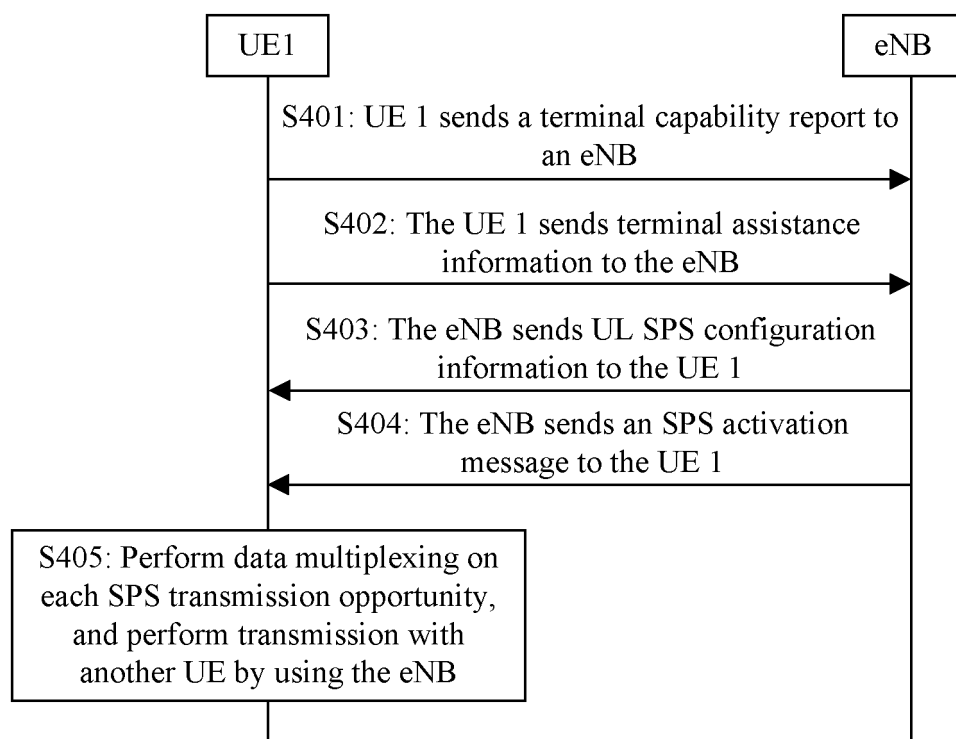 UE1
eNB
S401: UE 1 sends a terminal capability report to
an eNB
S402: The UE 1 sends terminal assistance
information to the eNB
S403: The eNB sends UL SPS configuration
information to the UE 1
S404: The eNB sends an SPS activation
message to the UE 1
S405: Perform data multiplexing on
each SPS transmission opportunity,
and perform transmission with
another UE by using the eNB